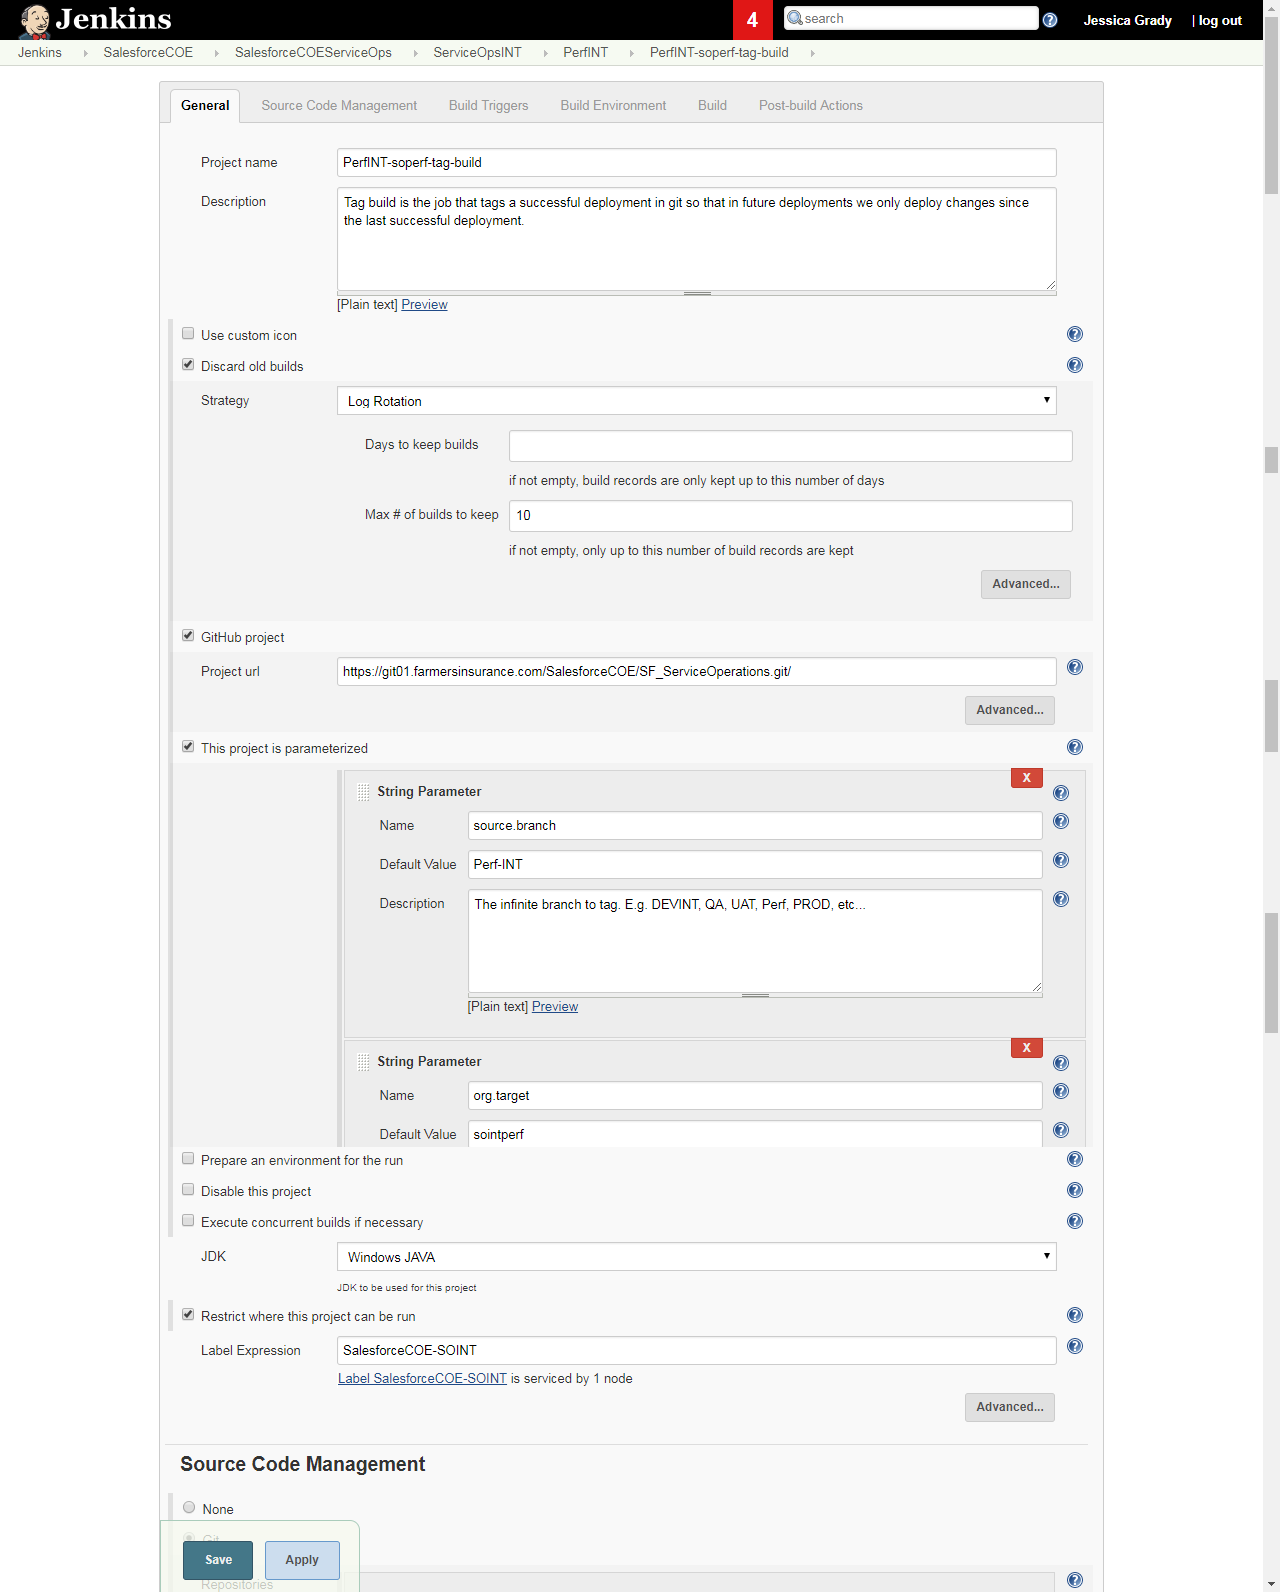 Jenkins
4
search
Jessica Grady
| log out
Jenkins
SalesforceCOE
SalesforceCOEServiceOps
ServiceOpsINT
PerfINT
PerfINT-soperf-tag-build
General
Source Code Management
Build Triggers
Build Environment
Build
Post-build Actions
Project name
PerfINT-soperf-tag-build
Description
Tag build is the job that tags a successful deployment in git so that in future deployments we only deploy changes since
the last successful deployment.
[Plain text] Preview
Use custom icon
Discard old builds
Strategy
Log Rotation
Days to keep builds
if not empty, build records are only kept up to this number of days
Max # of builds to keep
10
if not empty, only up to this number of build records are kept
Advanced...
GitHub project
Project url
https://git01.farmersinsurance.com/SalesforceCOE/SF_ServiceOperations.git/
Advanced...
This project is parameterized
X
String Parameter
Name
source.branch
Default Value
Perf-INT
Description
The infinite branch to tag. E.g. DEVINT, QA, UAT, Perf, PROD, etc...
[Plain text] Preview
X
String Parameter
Name
org.target
Default Value
sointperf
Prepare an environment for the run
Disable this project
Execute concurrent builds if necessary
JDK
Windows JAVA
JDK to be used for this project
Restrict where this project can be run
Label Expression
SalesforceCOE-SOINT
Label SalesforceCOE-SOINT is serviced by 1 node
Advanced...
Source Code Management
None
Git
Save
Apply
Repositories